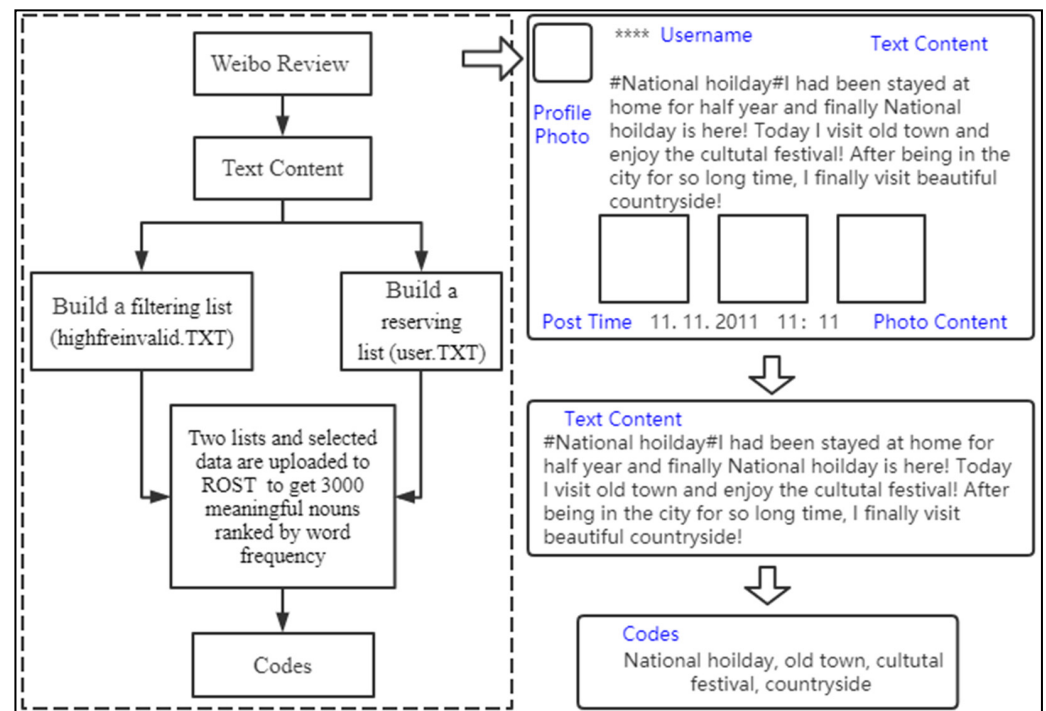 Weibo Review
Text Content
Build a filtering list
(highfreinvalid.TXT)
Build a
reserving
list (user.TXT)
Two lists and selected
data are uploaded to
ROST to get 3000
meaningful nouns
ranked by word
frequency
Codes
**** Username
Text Content
Profile
Photo
#National hoilday#I had been stayed at
home for half year and finally National
hoilday is here! Today I visit old town and
enjoy the cultutal festival! After being in the
city for so long time, I finally visit beautiful
countryside!
Post Time 11. 11. 2011 11: 11 Photo Content
Text Content
#National hoilday#I had been stayed at home for
half year and finally National hoilday is here! Today
I visit old town and enjoy the cultutal festival! After
being in the city for so long time, I finally visit
beautiful countryside!
Codes
National hoilday, old town, cultutal
festival, countryside